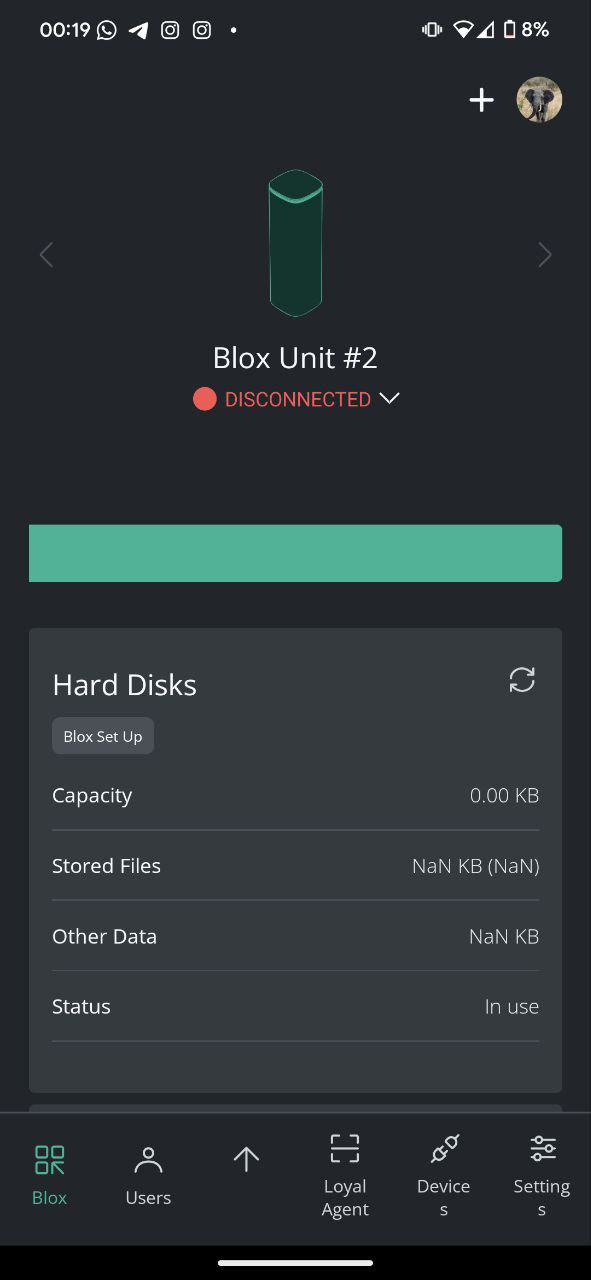 00:19 8%
Blox Unit #2
DISCONNECTED
Hard Disks
Blox Set Up
Capacity 0.00 KB
Stored Files NaN KB (NaN)
Other Data NaN KB
Status In use
Blox Users Loyal Device Setting
Agent s s